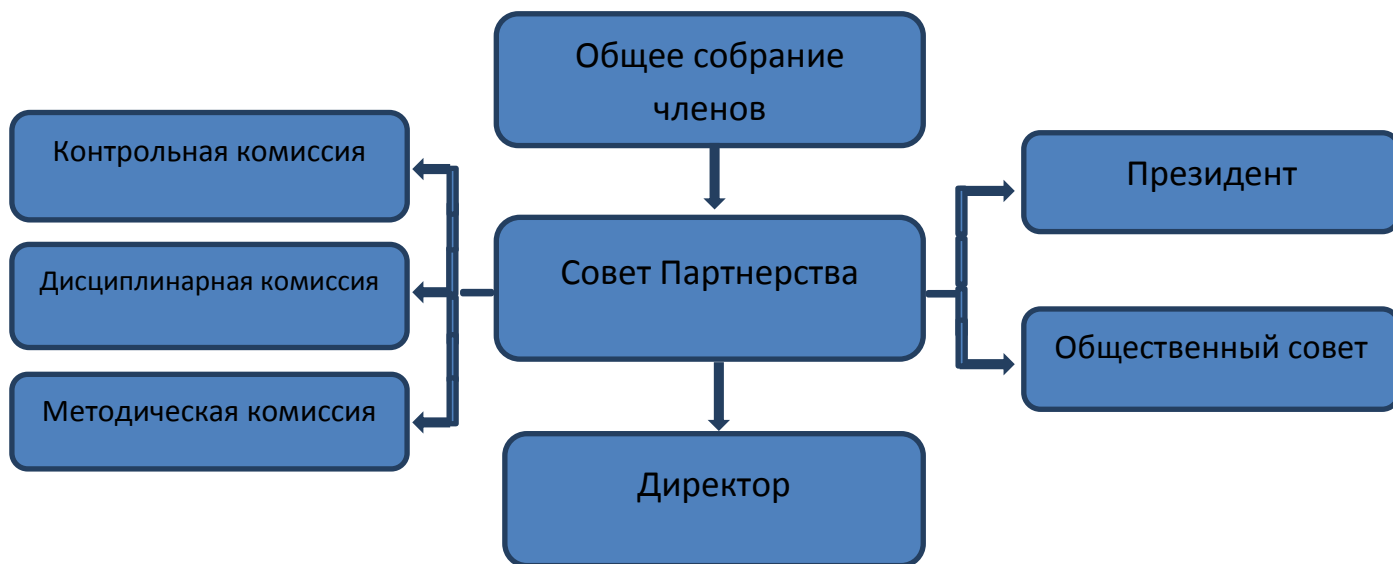 Общее собрание
членов
Контрольная комиссия
Президент
Дисциплинарная комиссия
Совет Партнерства
Общественный совет
Методическая комиссия
Директор